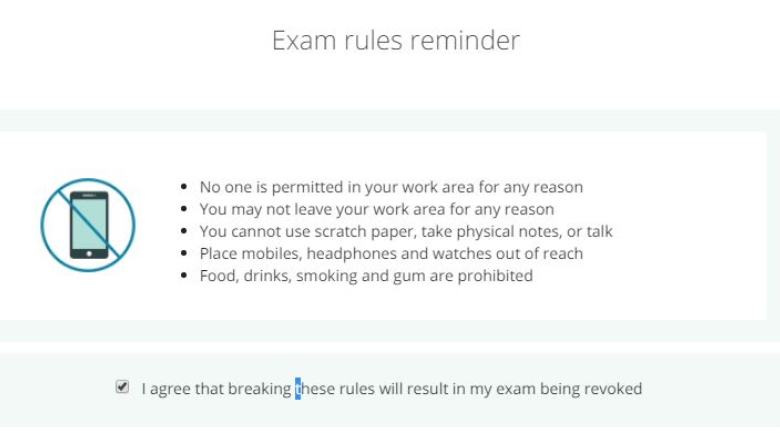 Exam rules reminder
• No one is permitted in your work area for any reason
• You may not leave your work area for any reason
• You cannot use scratch paper, take physical notes, or talk
• Place mobiles, headphones and watches out of reach
• Food, drinks, smoking and gum are prohibited
I agree that breaking these rules will result in my exam being revoked